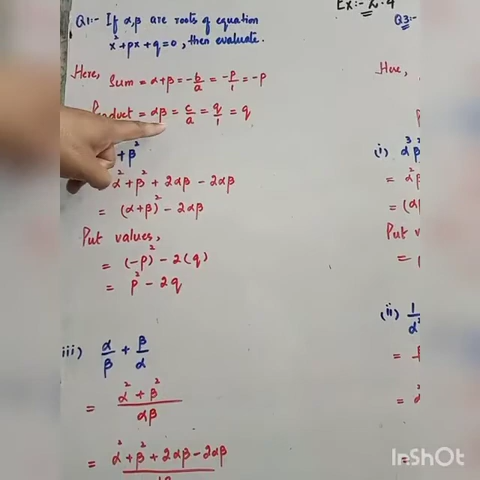 Ex:- 2.4
Q1:- If α,β are roots of equation
x²+px+q=0, then evaluate.
Here,
Sum = α+β = -b/a = -p/1 = -p
Product = αβ = c/a = q/1 = q
+ β²
α² + β² + 2αβ - 2αβ
= (α+β)² - 2αβ
Put values,
= (-p)² - 2(q)
= p² - 2q
iii) α/β + β/α
= α² + β² / αβ
= α² + β² + 2αβ - 2αβ
Q3:-
Here,
(i) α³β
= α²β
= (α
Put v
=
(ii) 1/α
=
=
=
InShOt